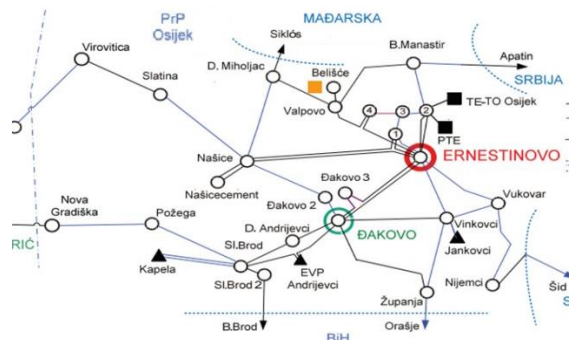 PrP
Osijek
MAĐARSKA
Siklós
Virovitica
D. Miholjac
Belišće
B.Manastir
Apatin
SRBIJA
Slatina
Valpovo
4
3
2
1
TE-TO Osijek
PTE
Našice
ERNESTINOVO
Našicecement
Đakovo 3
Đakovo 2
Vukovar
Nova
Gradiška
Požega
D. Andrijevci
ĐAKOVO
Vinkovci
RIĆ
Sl.Brod
Jankovci
Kapela
EVP
Andrijevci
Sl.Brod 2
Županja
Nijemci
Šid
S
B.Brod
BiH
Orašje